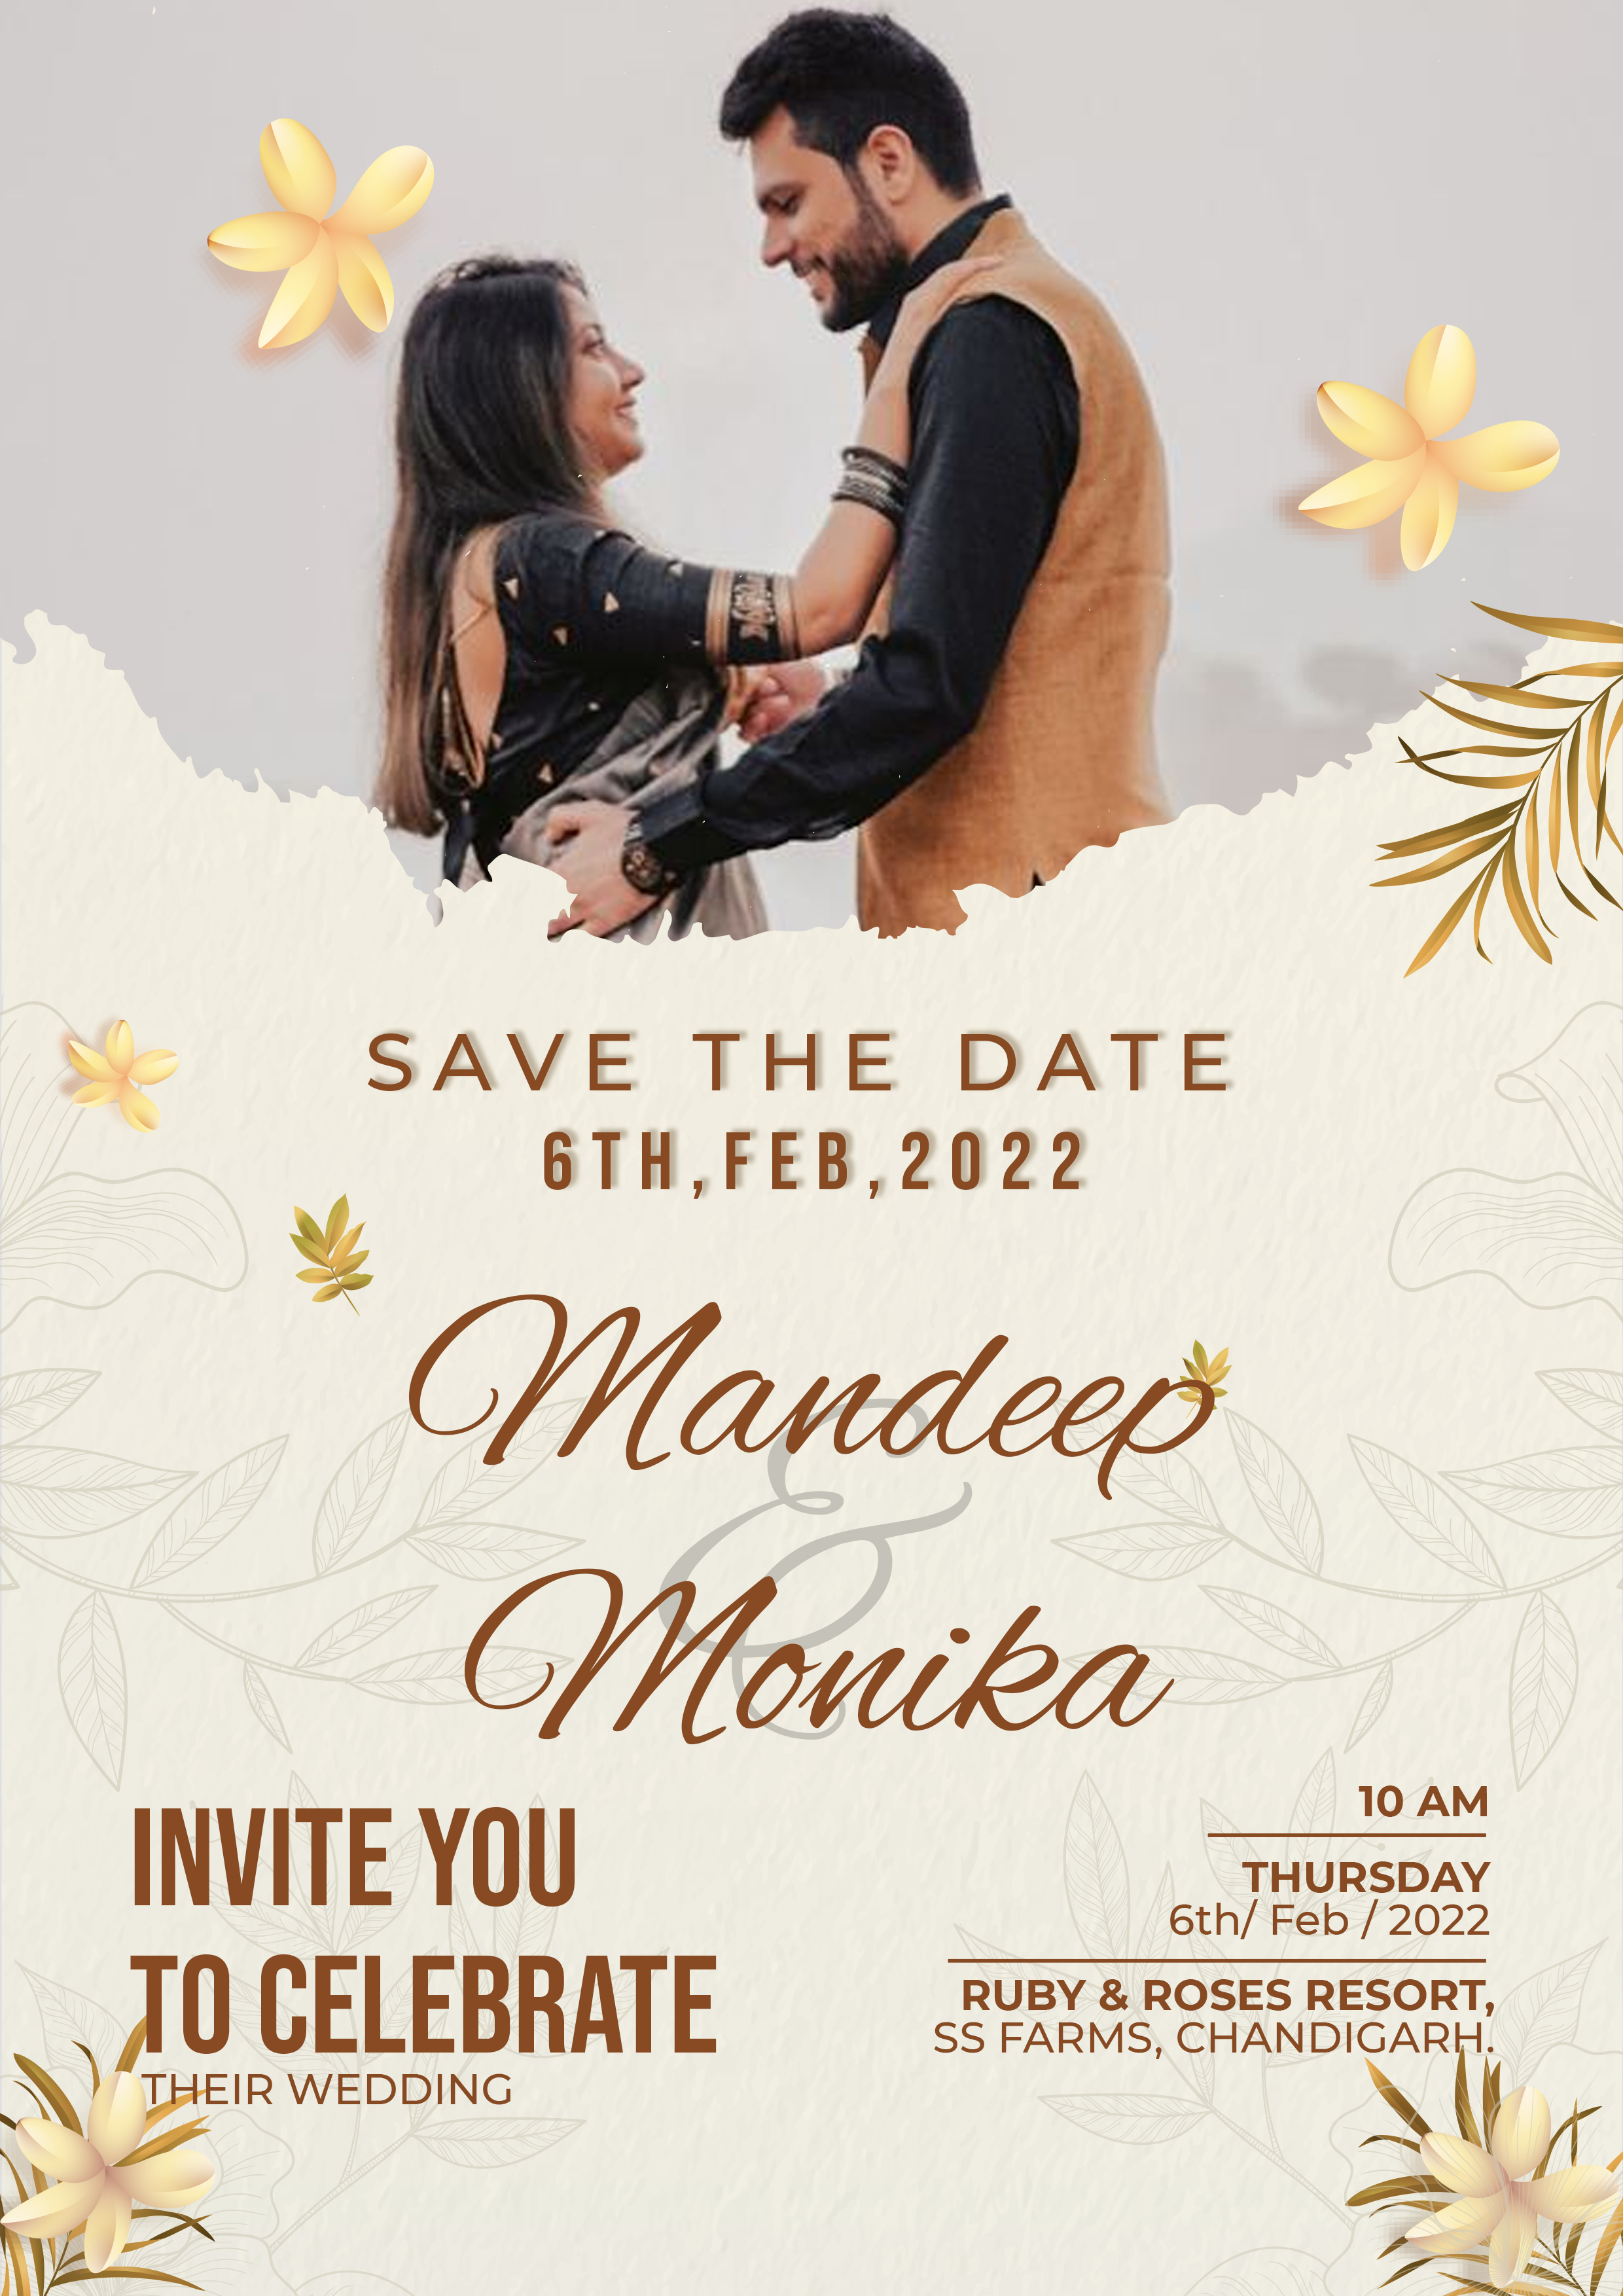 SAVE THE DATE
6TH,FEB,2022
Mandeep
&
Monika
INVITE YOU
TO CELEBRATE
THEIR WEDDING
10 AM
THURSDAY
6th/ Feb / 2022
RUBY & ROSES RESORT,
SS FARMS, CHANDIGARH.